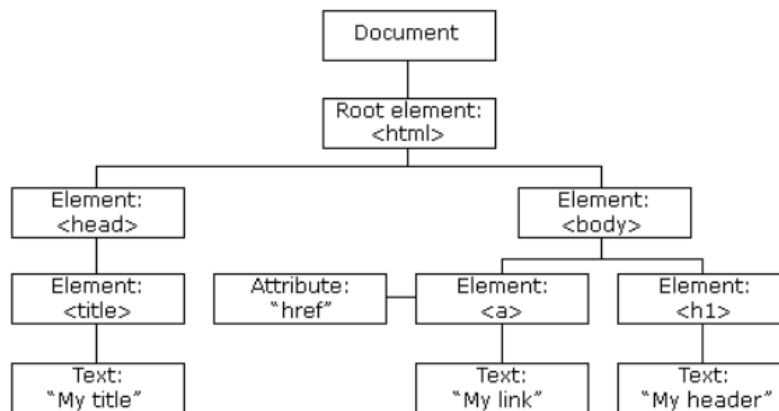 Document
Root element:
<html>
Element:
<head>
Element:
<body>
Element:
<title>
Attribute:
“href”
Element:
<a>
Element:
<h1>
Text:
“My title”
Text:
“My link”
Text:
“My header”